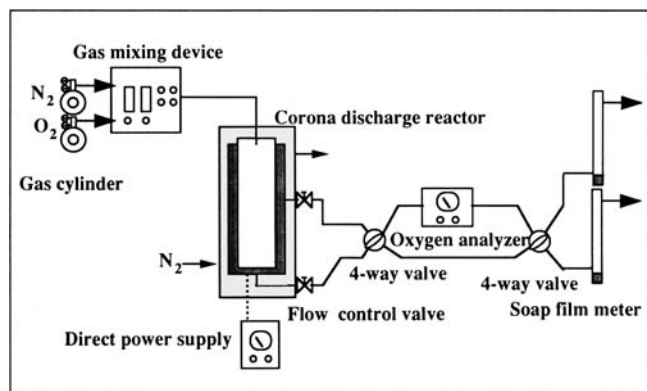 Gas mixing device
N2
O2
Gas cylinder
Corona discharge reactor
Oxygen analyzer
4-way valve
4-way valve
N2
Flow control valve
Soap film meter
Direct power supply